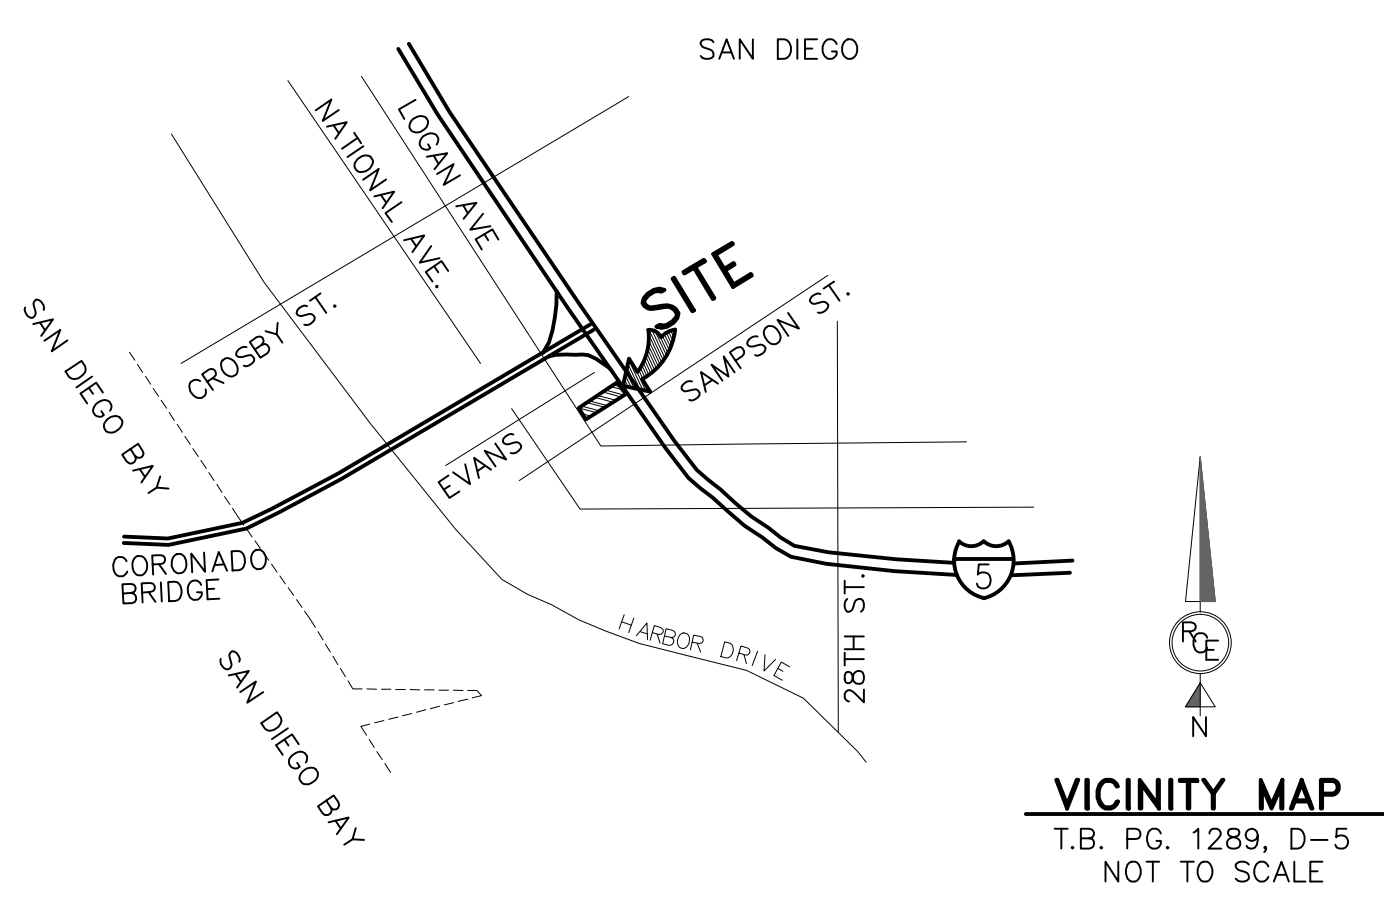 SAN DIEGO
LOGAN AVE
NATIONAL AVE.
SITE
SAMPSON ST.
CROSBY ST.
SAN DIEGO BAY
EVANS
CORONADO
BRIDGE
5
HARBOR DRIVE
28TH ST.
SAN DIEGO BAY
RCE
N
VICINITY MAP
T.B. PG. 1289, D-5
NOT TO SCALE